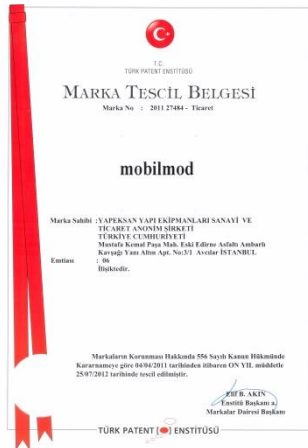 T.C.
TÜRK PATENT ENSTİTÜSÜ
MARKA TESCİL BELGESİ
Marka No : 2011 27484 - Ticaret
mobilmod
Marka Sahibi : YAPEKSAN YAPI EKİPMANLARI SANAYİ VE
TİCARET ANONİM ŞİRKETİ
TÜRKİYE CUMHURİYETİ
Mustafa Kemal Paşa Mah. Eski Edirne Asfaltı Ambarlı
Kavşağı Yanı Altın Apt. No:3/1 Avcılar İSTANBUL
Emtiası : 06
İlişiktedir.
Markaların Korunması Hakkında 556 Sayılı Kanun Hükmünde
Kararnameye göre 04/04/2011 tarihinden itibaren ON YIL müddetle
25/07/2012 tarihinde tescil edilmiştir.
Elif B. AKIN
Enstitü Başkanı a.
Markalar Dairesi Başkanı
TÜRK PATENT ENSTİTÜSÜ